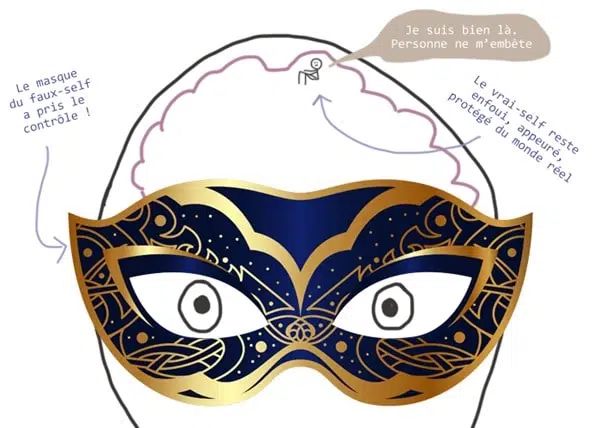 Je suis bien là.
Personne ne m'embête
Le masque
du faux-self
a pris le
contrôle !
Le vrai-self reste
enfoui, appeuré,
protégé du monde réel